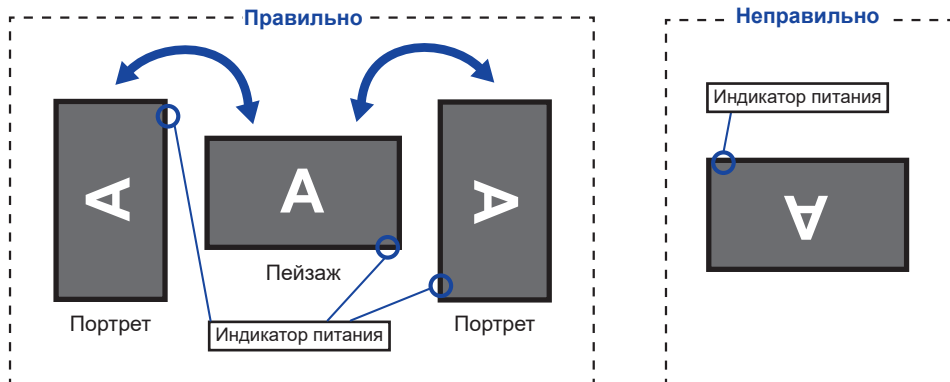 Правильно
A
A
A
Пейзаж
Портрет
Индикатор питания
Портрет
Неправильно
Индикатор питания
A